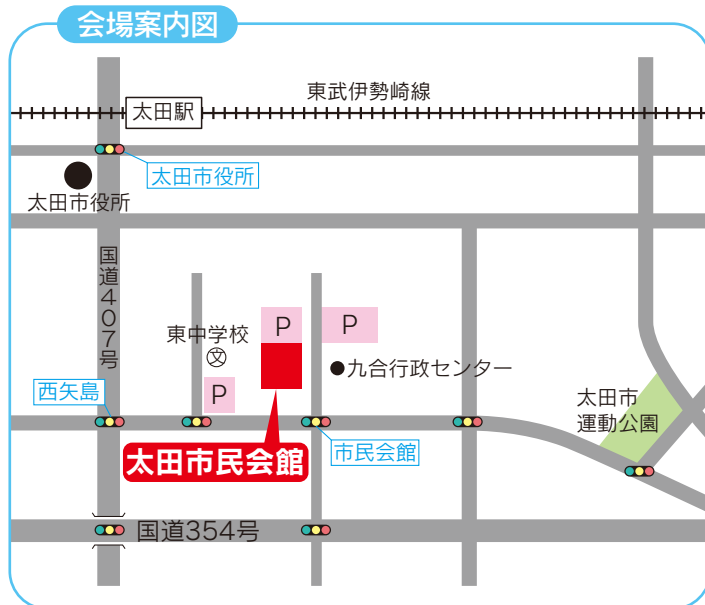 会場案内図
東武伊勢崎線
太田駅
太田市役所
太田市役所
国道407号
P
P
東中学校
文
九合行政センター
P
西矢島
太田市
運動公園
太田市民会館
市民会館
国道354号